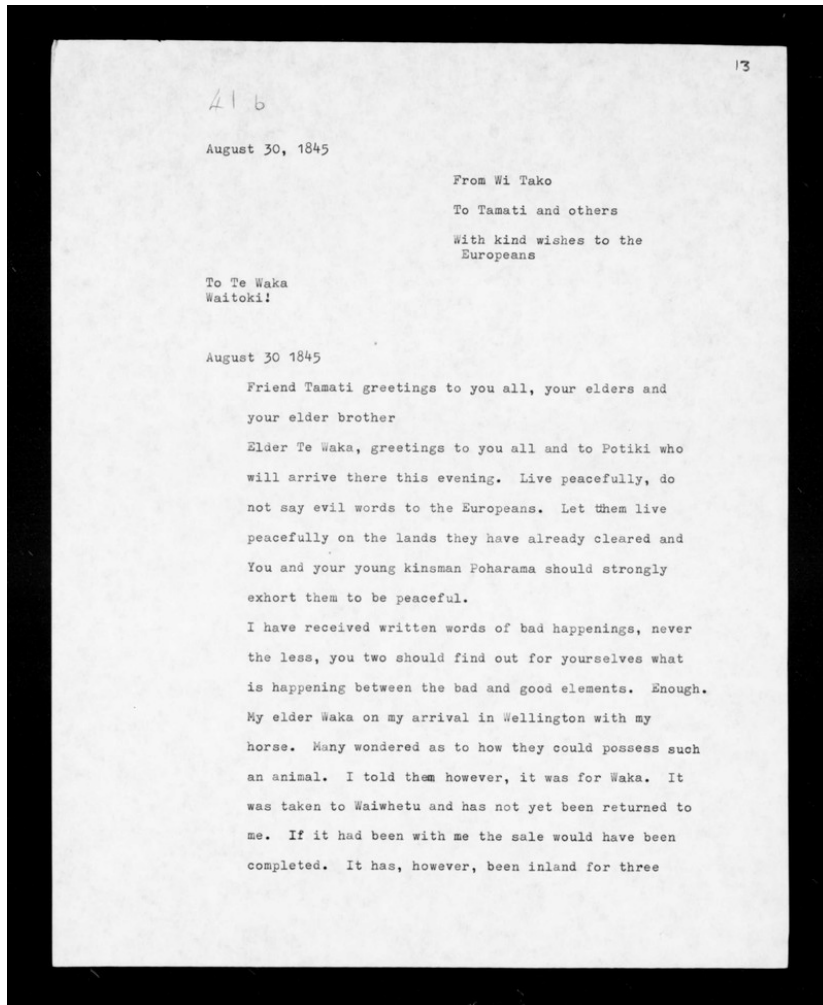 13
41 b
August 30, 1845
From Wi Tako
To Tamati and others
With kind wishes to the
Europeans
To Te Waka
Waitoki!
August 30 1845
Friend Tamati greetings to you all, your elders and
your elder brother
Elder Te Waka, greetings to you all and to Potiki who
will arrive there this evening. Live peacefully, do
not say evil words to the Europeans. Let them live
peacefully on the lands they have already cleared and
You and your young kinsman Poharama should strongly
exhort them to be peaceful.
I have received written words of bad happenings, never
the less, you two should find out for yourselves what
is happening between the bad and good elements. Enough.
My elder Waka on my arrival in Wellington with my
horse. Many wondered as to how they could possess such
an animal. I told them however, it was for Waka. It
was taken to Waiwhetu and has not yet been returned to
me. If it had been with me the sale would have been
completed. It has, however, been inland for three